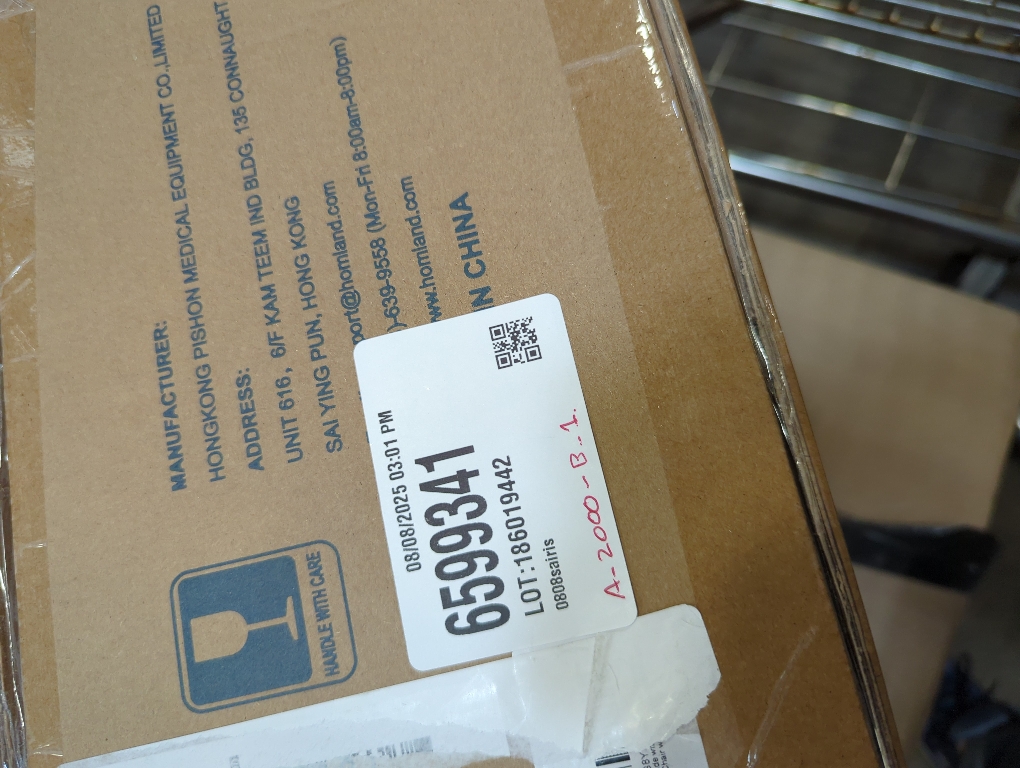 MANUFACTURER:
HONGKONG PISHON MEDICAL EQUIPMENT CO.,LIMITED
ADDRESS:
UNIT 616, 6/F KAM TEEM IND BLDG, 135 CONNAUGHT
SAI YING PUN, HONG KONG
port@homland.com
)-639-9558 (Mon-Fri 8:00am-8:00pm)
ww.homland.com
IN CHINA
HANDLE WITH CARE
08/08/2025 03:01 PM
6599341
LOT:186019442
0808sairis
A-2000-B-1.